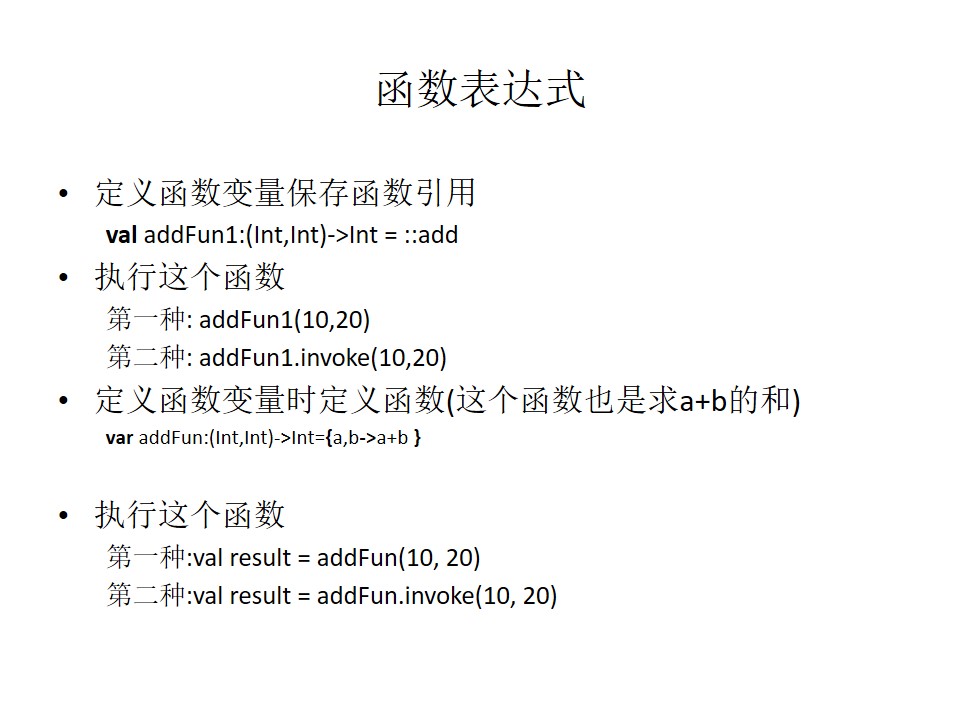 函数表达式
• 定义函数变量保存函数引用
val addFun1:(Int,Int)->Int = ::add
• 执行这个函数
第一种: addFun1(10,20)
第二种: addFun1.invoke(10,20)
• 定义函数变量时定义函数(这个函数也是求a+b的和)
var addFun:(Int,Int)->Int={a,b->a+b }
• 执行这个函数
第一种:val result = addFun(10, 20)
第二种:val result = addFun.invoke(10, 20)